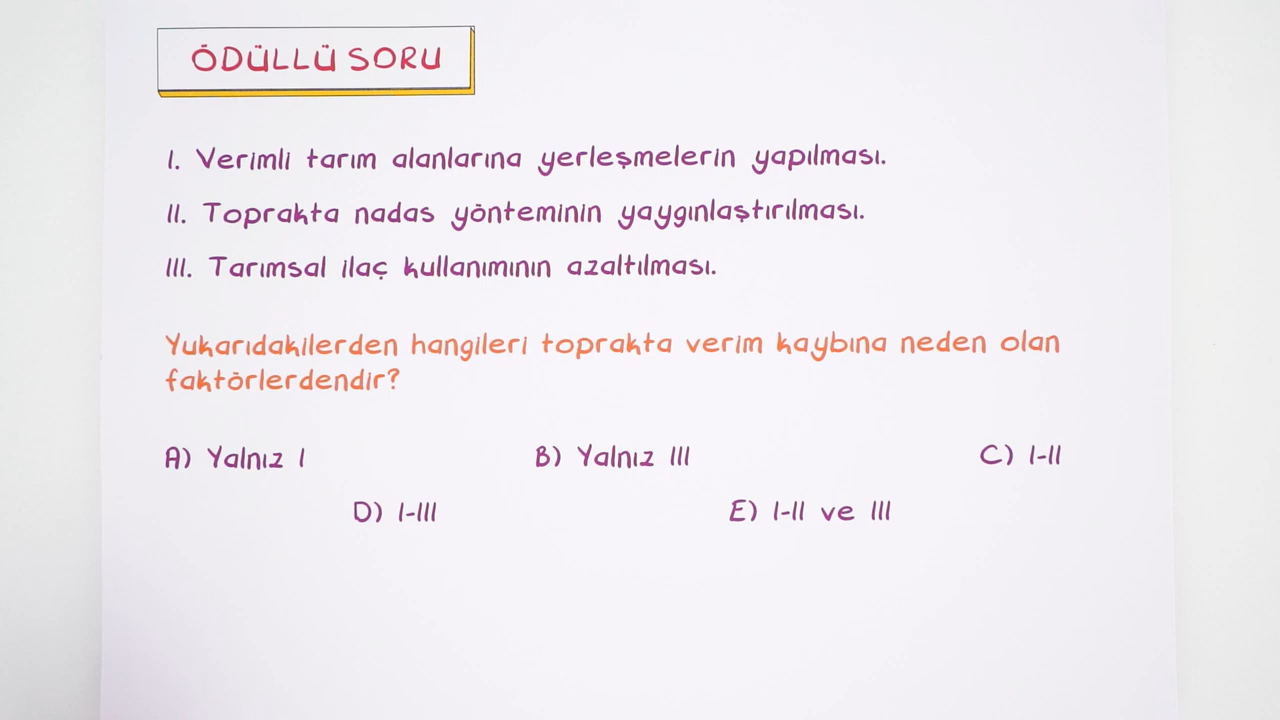 ÖDÜLLÜ SORU
I. Verimli tarım alanlarına yerleşmelerin yapılması.
II. Toprakta nadas yönteminin yaygınlaştırılması.
III. Tarımsal ilaç kullanımının azaltılması.
Yukarıdakilerden hangileri toprakta verim kaybına neden olan
faktörlerdendir?
A) Yalnız I B) Yalnız III C) I-II
D) I-III E) I-II ve III